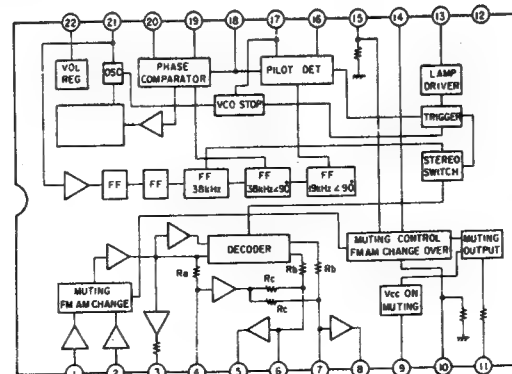 22 21 20 19 18 17 16 15 14 13 12
VOL
REG
OSC
PHASE
COMPARATOR
PILOT DET
LAMP
DRIVER
VCO STOP
TRIGGER
STEREO
SWITCH
FF
FF
FF
38kHz
FF
38kHz∠90°
FF
19kHz∠90°
DECODER
MUTING CONTROL
FM AM CHANGE OVER
MUTING
OUTPUT
Ra
Rb
Rb
Rc
Rc
MUTING
FM AM CHANGE
Vcc ON
MUTING
1 2 3 4 5 6 7 8 9 10 11